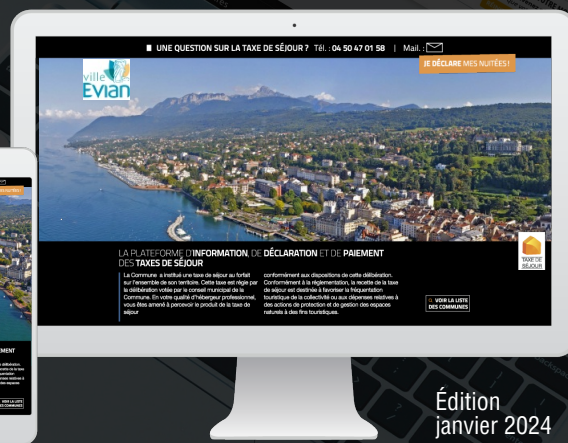 UNE QUESTION SUR LA TAXE DE SÉJOUR ? Tél. : 04 50 47 01 58 | Mail. :
JE DÉCLARE MES NUITÉES !
ville
Evian
LA PLATEFORME D'INFORMATION, DE DÉCLARATION ET DE PAIEMENT
DES TAXES DE SÉJOUR
La Commune a institué une taxe de séjour au forfait
sur l'ensemble de son territoire. Cette taxe est régie par
la délibération votée par le conseil municipal de la
Commune. En votre qualité d'hébergeur professionnel,
vous êtes amené à percevoir le produit de la taxe de
séjour
conformément aux dispositions de cette délibération.
Conformément à la réglementation, la recette de la taxe
de séjour est destinée à favoriser la fréquentation
touristique de la collectivité ou aux dépenses relatives à
des actions de protection et de gestion des espaces
naturels à des fins touristiques.
VOIR LA LISTE
DES COMMUNES
TAXE DE
SÉJOUR
EMENT
VOIR LA LISTE
DES COMMUNES
Édition
janvier 2024